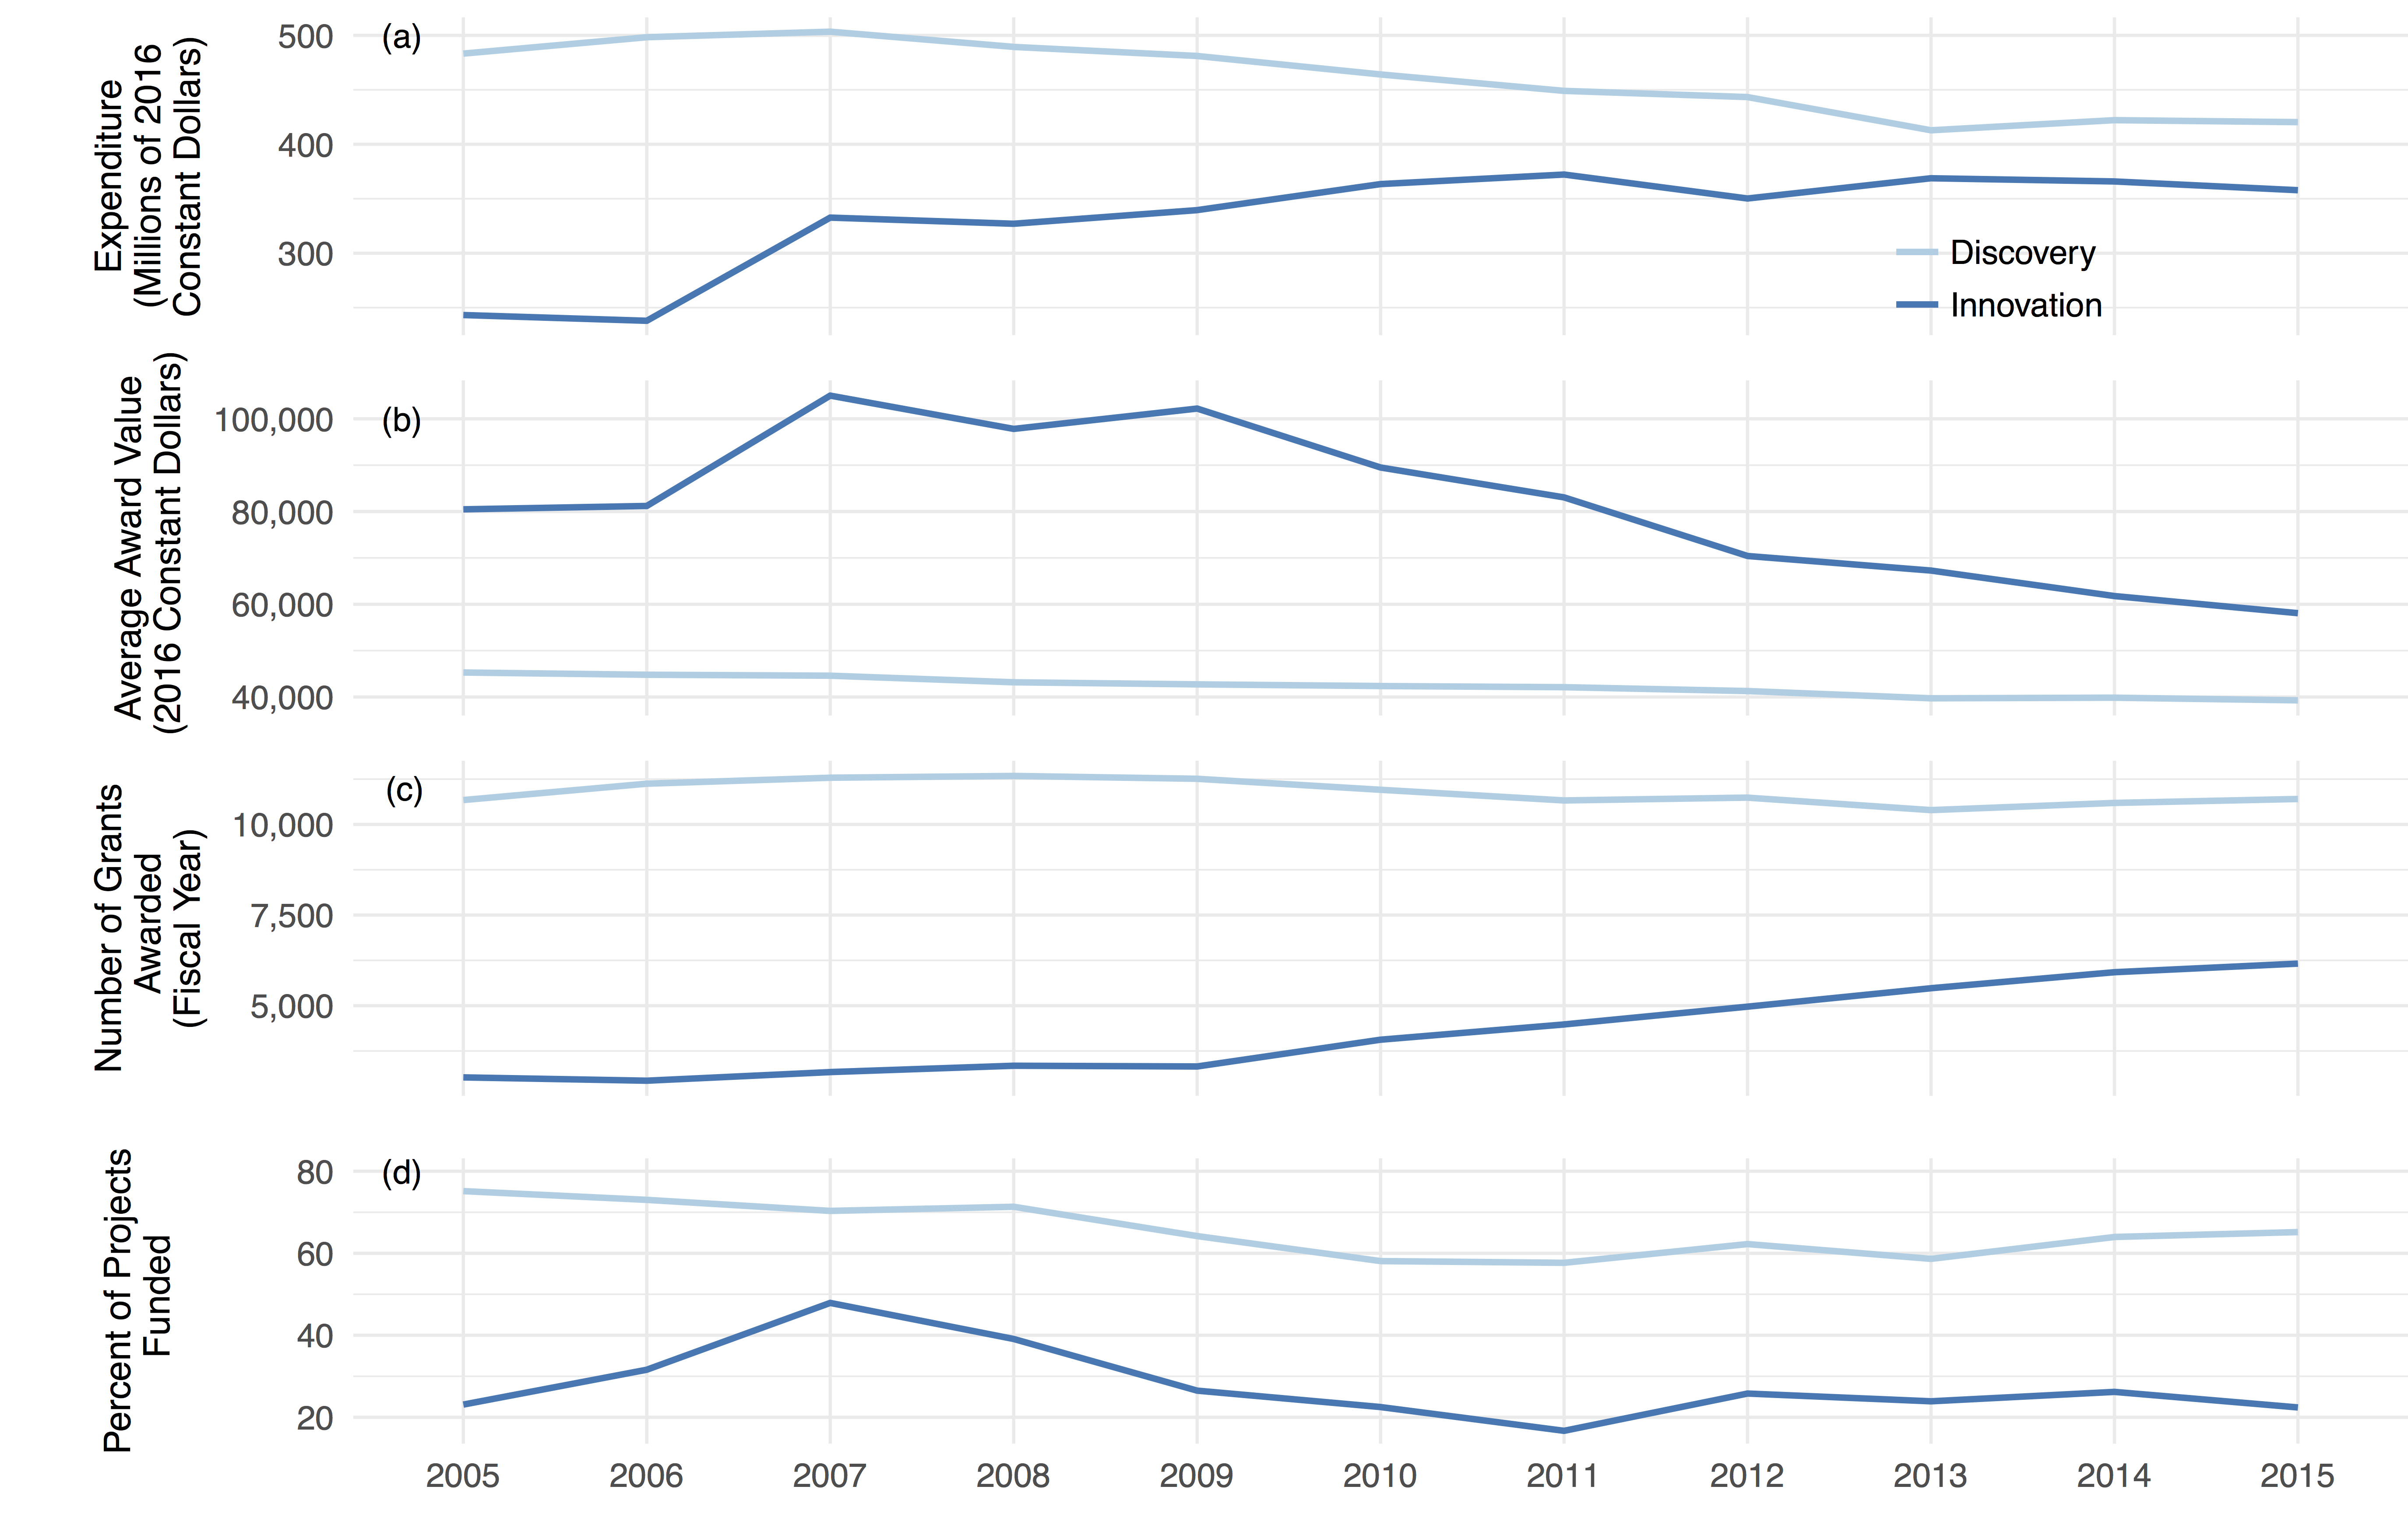 Expenditure
(Millions of 2016
Constant Dollars)
500
400
300
(a)
Discovery
Innovation
Average Award Value
(2016 Constant Dollars)
100,000
80,000
60,000
40,000
(b)
Number of Grants
Awarded
(Fiscal Year)
10,000
7,500
5,000
(c)
Percent of Projects
Funded
80
60
40
20
(d)
2005 2006 2007 2008 2009 2010 2011 2012 2013 2014 2015